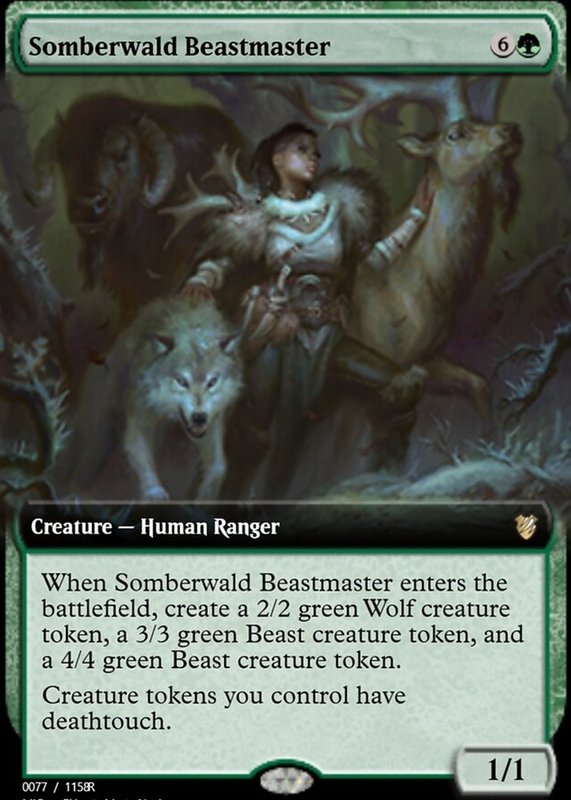 Somberwald Beastmaster 6
Creature — Human Ranger
When Somberwald Beastmaster enters the
battlefield, create a 2/2 green Wolf creature
token, a 3/3 green Beast creature token, and
a 4/4 green Beast creature token.
Creature tokens you control have
deathtouch.
1/1
0077 / 1158R